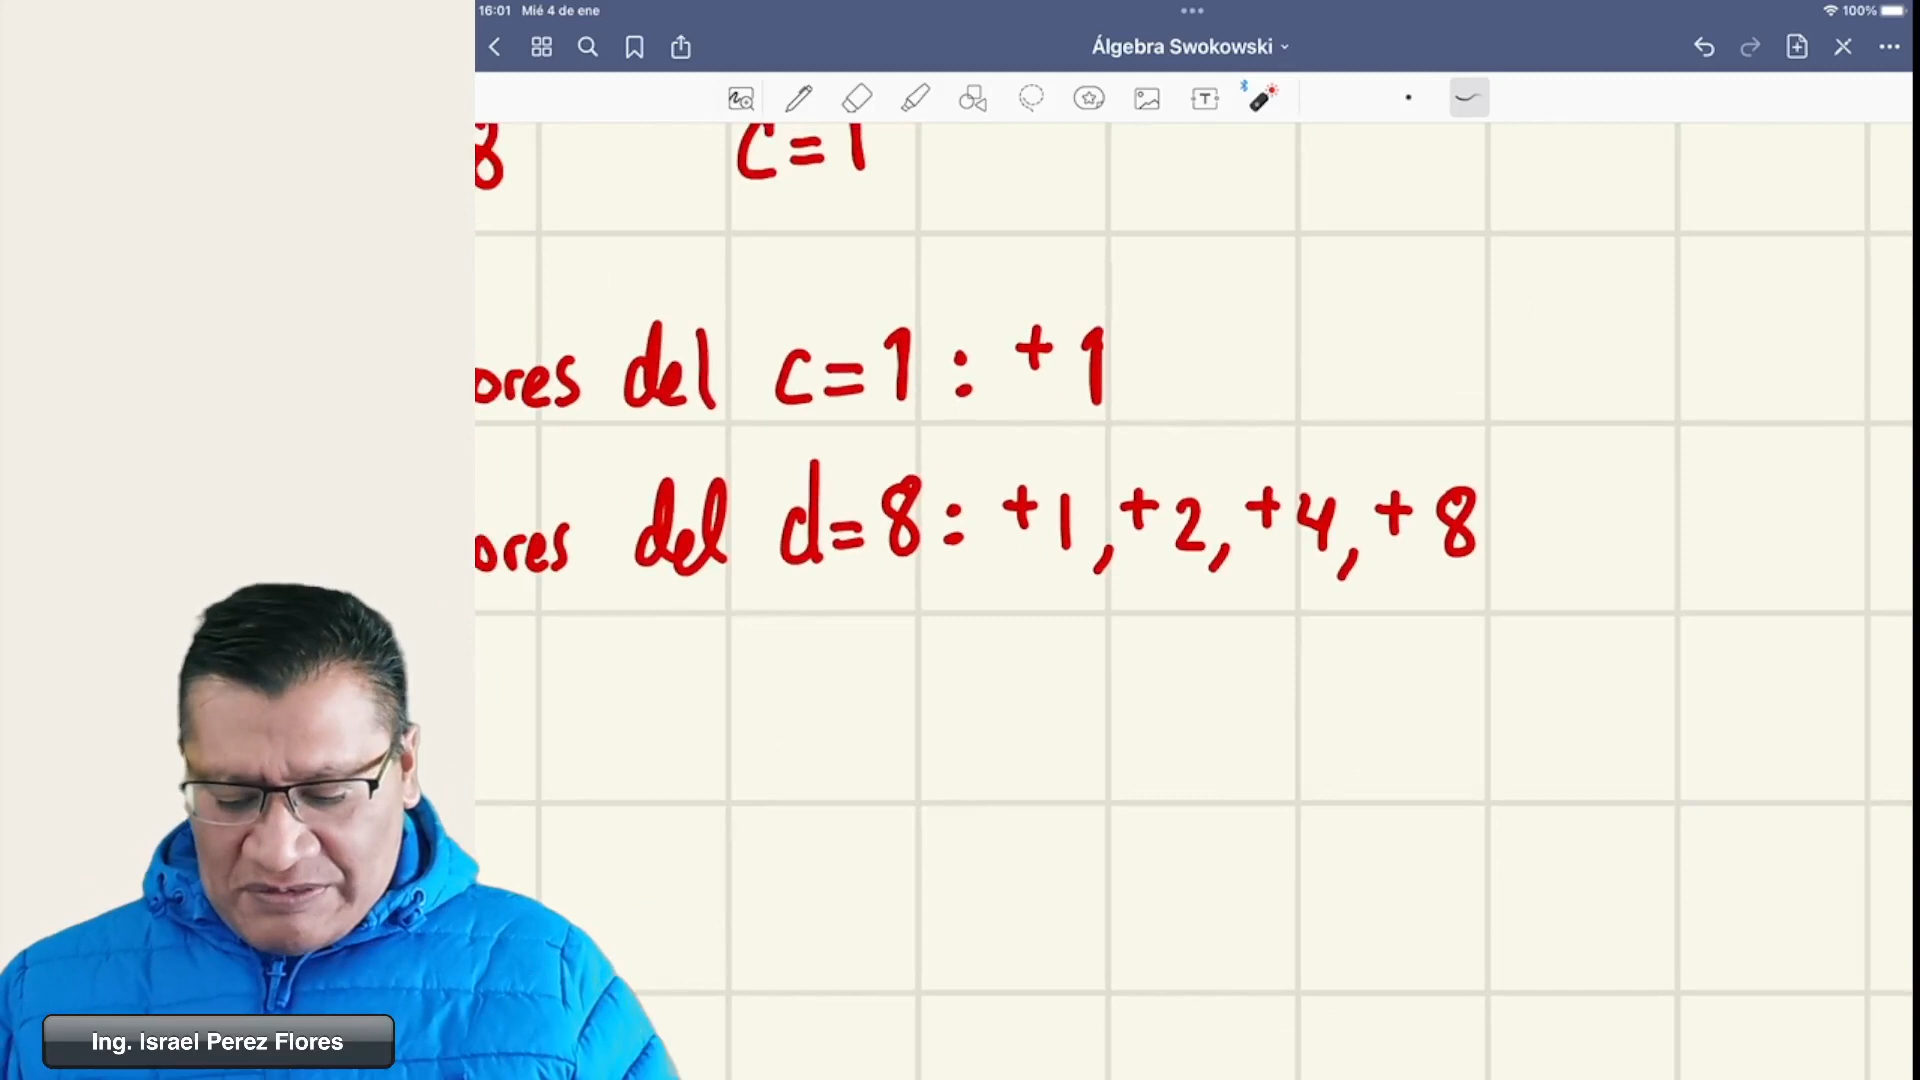 16:01 Mié 4 de ene
100%
Álgebra Swokowski
T
8 c=1
ores del c=1 : +1
ores del d=8 : +1, +2, +4, +8
Ing. Israel Perez Flores